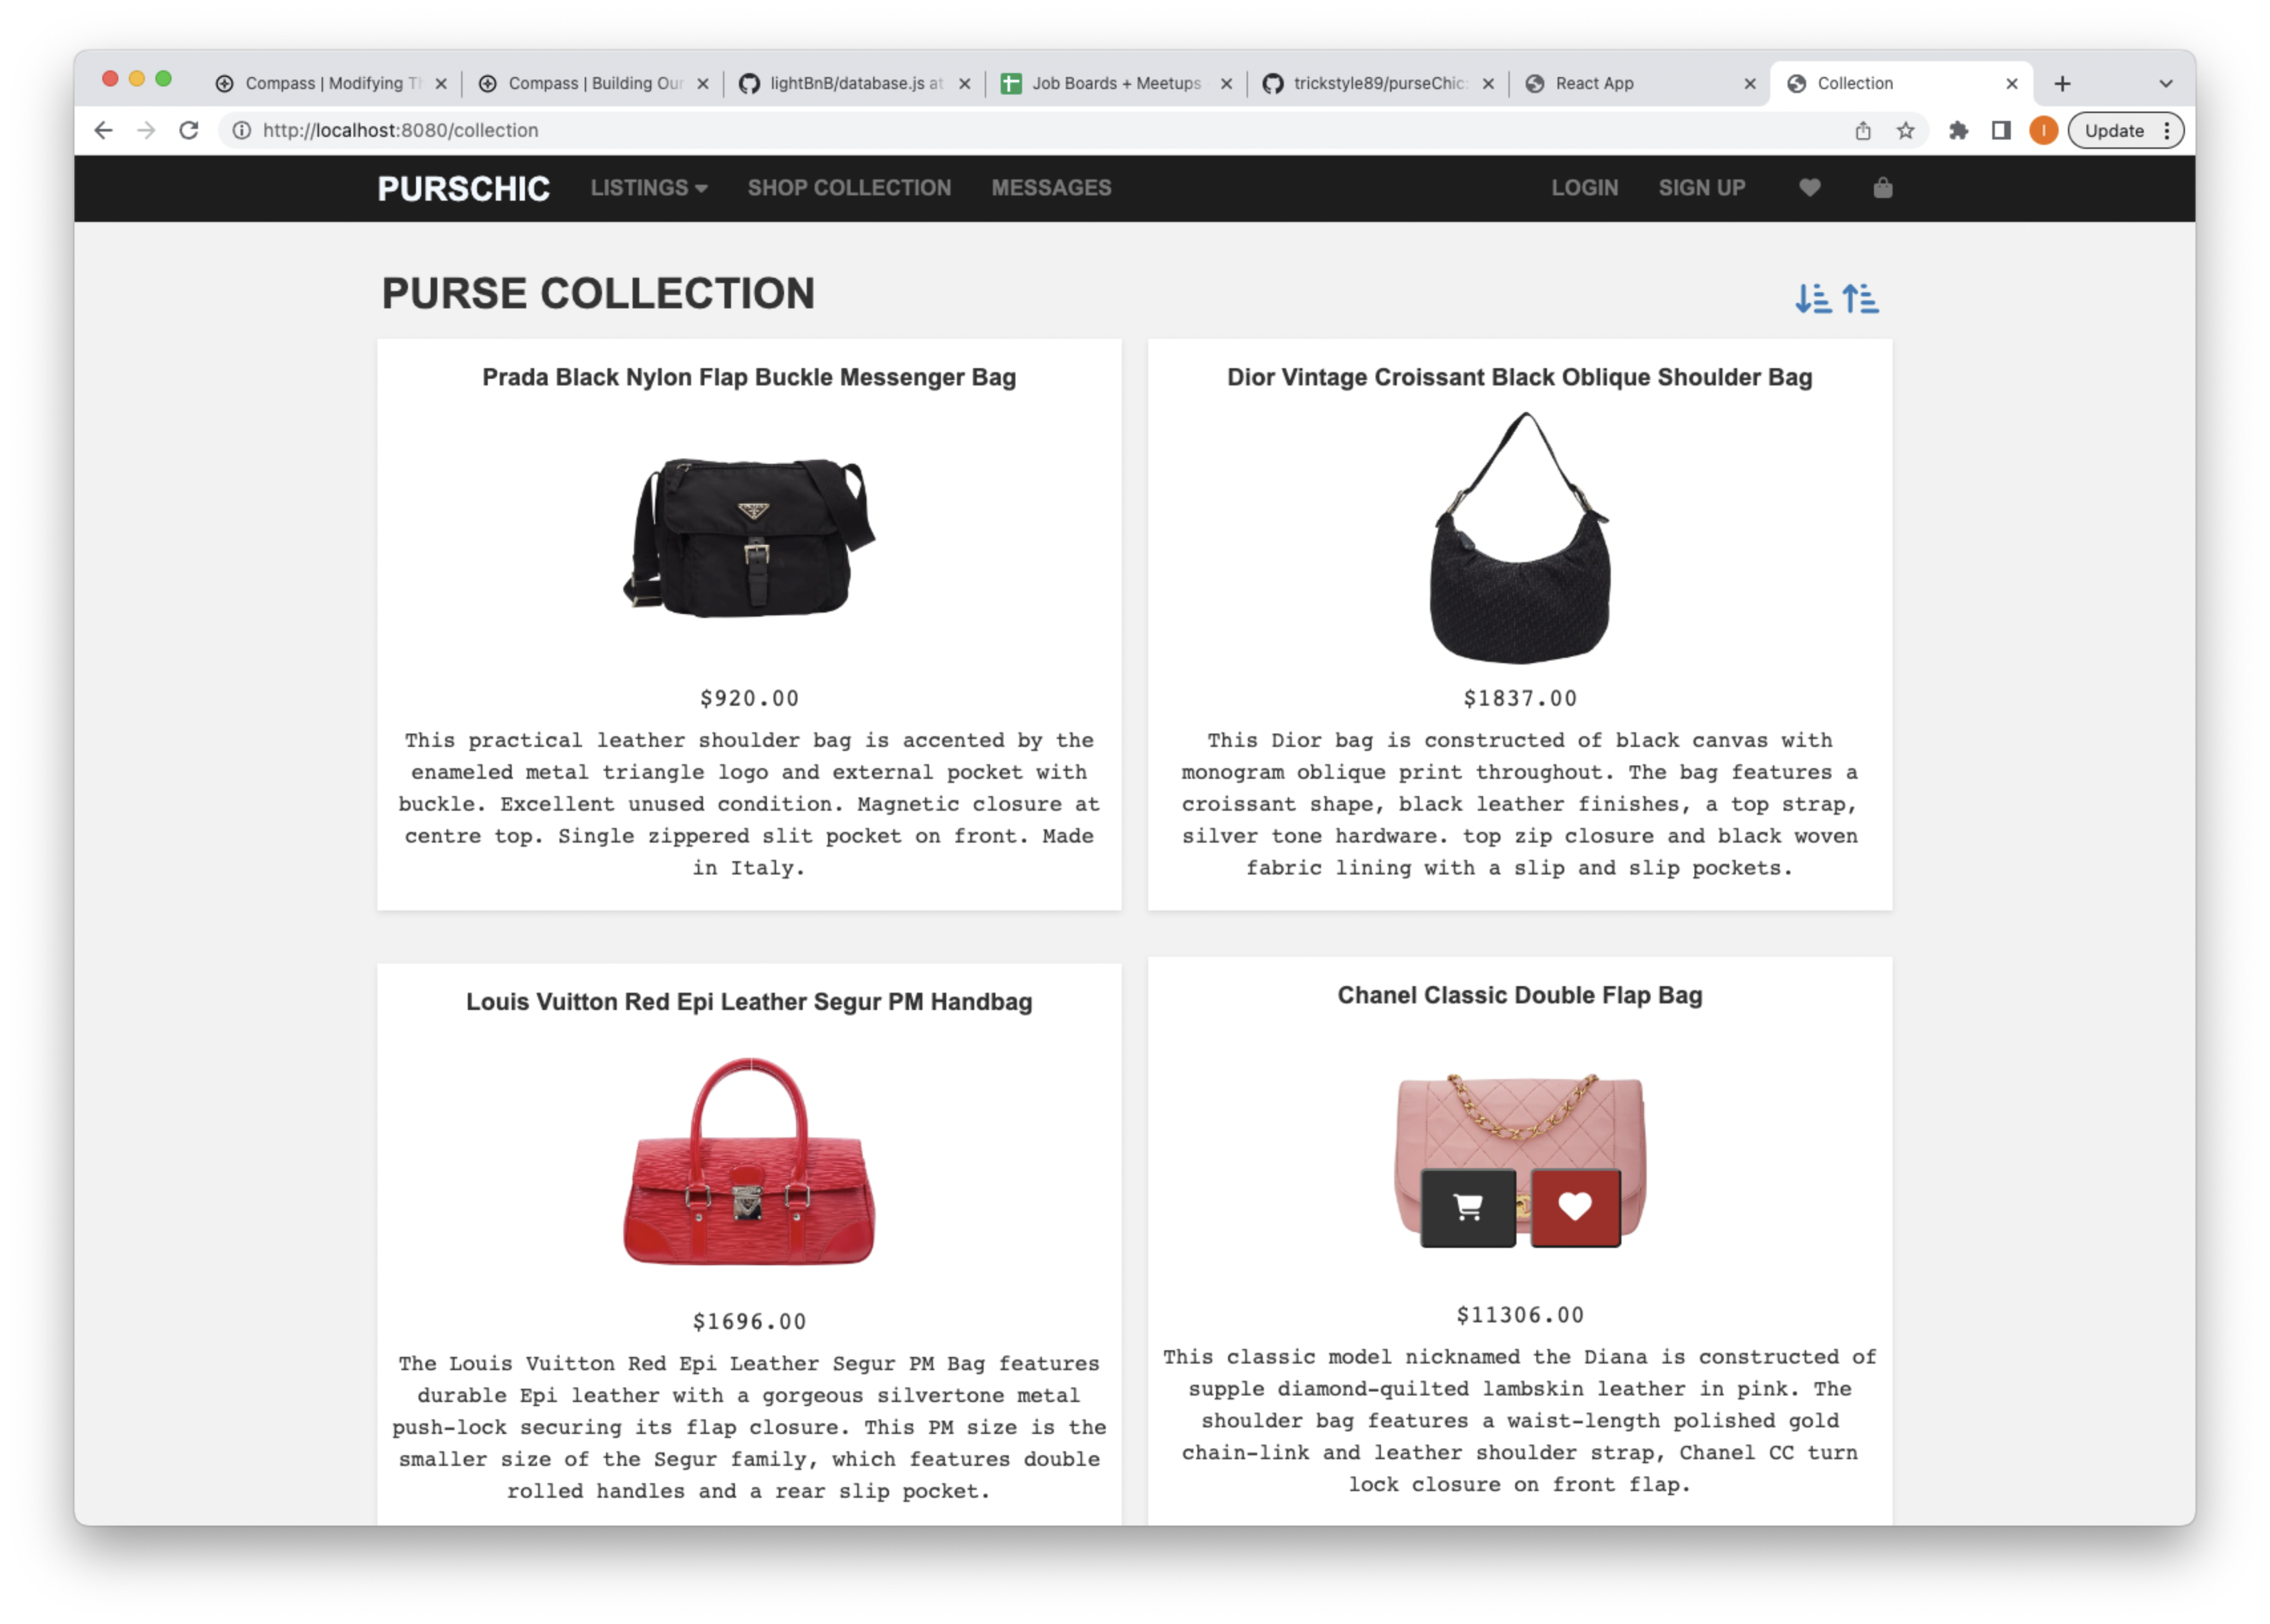 Compass | Modifying Th
Compass | Building Our
lightBnB/database.js at
Job Boards + Meetups
trickstyle89/purseChic:
React App
Collection
http://localhost:8080/collection
I
Update
PURSCHIC
LISTINGS
SHOP COLLECTION
MESSAGES
LOGIN
SIGN UP
PURSE COLLECTION
Prada Black Nylon Flap Buckle Messenger Bag
$920.00
This practical leather shoulder bag is accented by the
enameled metal triangle logo and external pocket with
buckle. Excellent unused condition. Magnetic closure at
centre top. Single zippered slit pocket on front. Made
in Italy.
Dior Vintage Croissant Black Oblique Shoulder Bag
$1837.00
This Dior bag is constructed of black canvas with
monogram oblique print throughout. The bag features a
croissant shape, black leather finishes, a top strap,
silver tone hardware. top zip closure and black woven
fabric lining with a slip and slip pockets.
Louis Vuitton Red Epi Leather Segur PM Handbag
$1696.00
The Louis Vuitton Red Epi Leather Segur PM Bag features
durable Epi leather with a gorgeous silvertone metal
push-lock securing its flap closure. This PM size is the
smaller size of the Segur family, which features double
rolled handles and a rear slip pocket.
Chanel Classic Double Flap Bag
$11306.00
This classic model nicknamed the Diana is constructed of
supple diamond-quilted lambskin leather in pink. The
shoulder bag features a waist-length polished gold
chain-link and leather shoulder strap, Chanel CC turn
lock closure on front flap.